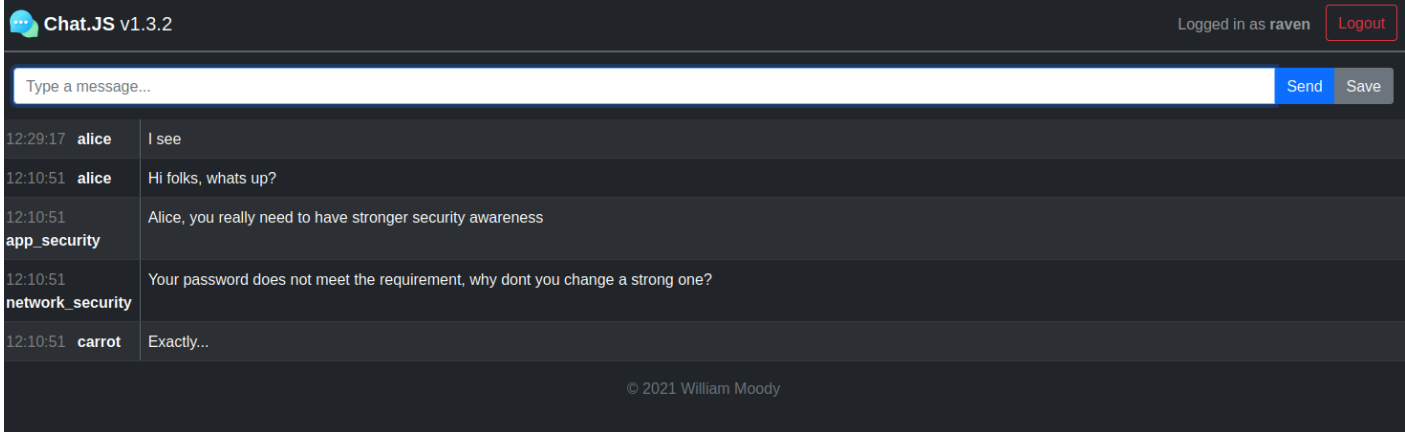 Chat.JS v1.3.2 Logged in as raven Logout
Type a message... Send Save
12:29:17 alice I see
12:10:51 alice Hi folks, whats up?
12:10:51 Alice, you really need to have stronger security awareness
app_security
12:10:51 Your password does not meet the requirement, why dont you change a strong one?
network_security
12:10:51 carrot Exactly...
© 2021 William Moody